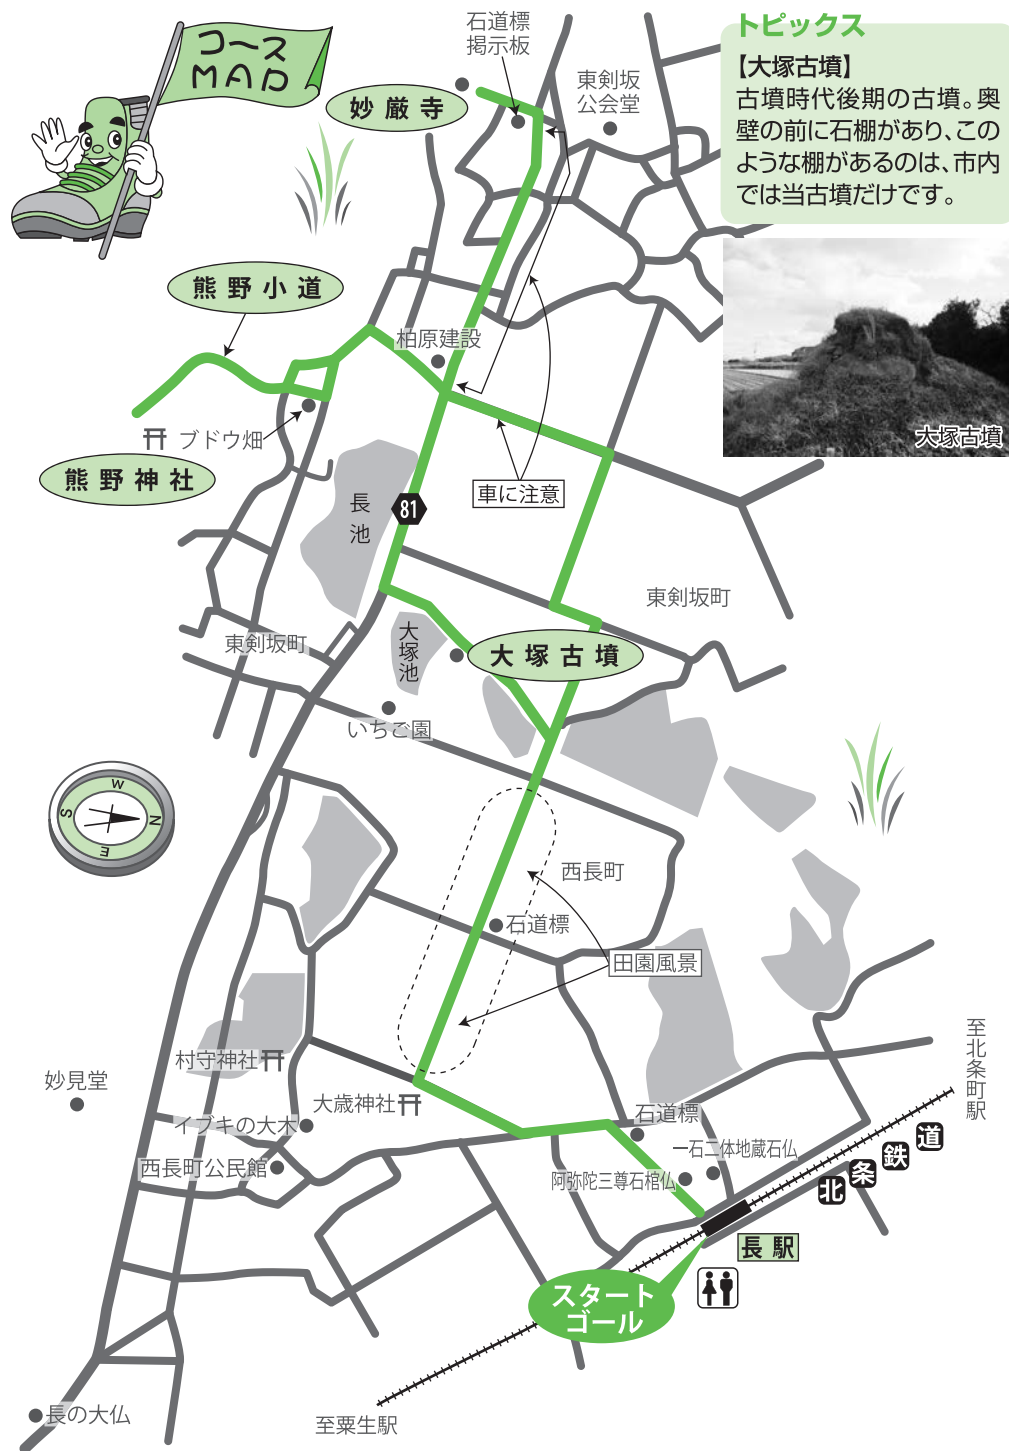 コース
MAP
石道標
掲示板
東剣坂
公会堂
妙厳寺
トピックス
【大塚古墳】
古墳時代後期の古墳。奥
壁の前に石棚があり、この
ような棚があるのは、市内
では当古墳だけです。
大塚古墳
熊野小道
柏原建設
ブドウ畑
熊野神社
車に注意
長池
81
東剣坂町
大塚池
大塚古墳
東剣坂町
いちご園
W
S
N
E
西長町
石道標
田園風景
村守神社
妙見堂
大歳神社
イブキの大木
西長町公民館
石道標
一石二体地蔵石仏
阿弥陀三尊石棺仏
至北条町駅
北条鉄道
長駅
スタート
ゴール
長の大仏
至粟生駅